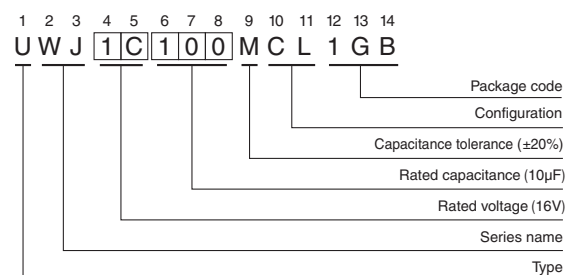 1 2 3 4 5 6 7 8 9 10 11 12 13 14
U W J 1 C 1 0 0 M C L 1 G B
Package code
Configuration
Capacitance tolerance (±20%)
Rated capacitance (10µF)
Rated voltage (16V)
Series name
Type